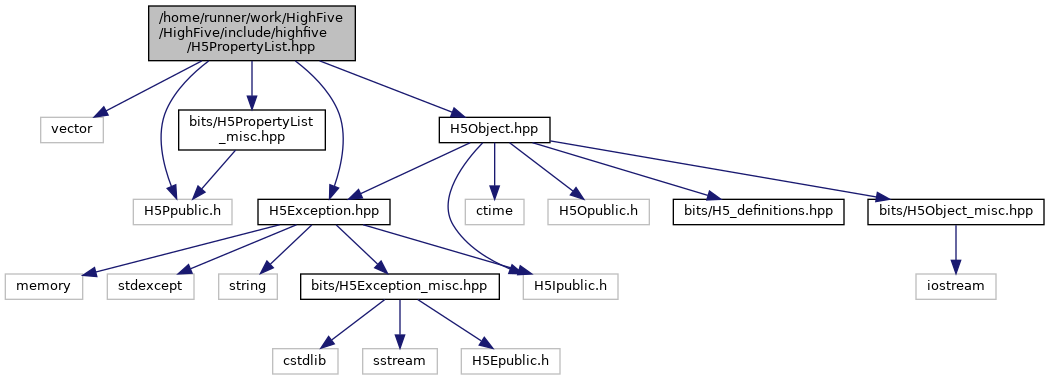 /home/runner/work/HighFive
/HighFive/include/highfive
/H5PropertyList.hpp
vector
bits/H5PropertyList
_misc.hpp
H5Object.hpp
H5Ppublic.h
H5Exception.hpp
ctime
H5Opublic.h
bits/H5_definitions.hpp
bits/H5Object_misc.hpp
memory
stdexcept
string
bits/H5Exception_misc.hpp
H5Ipublic.h
iostream
cstdlib
sstream
H5Epublic.h